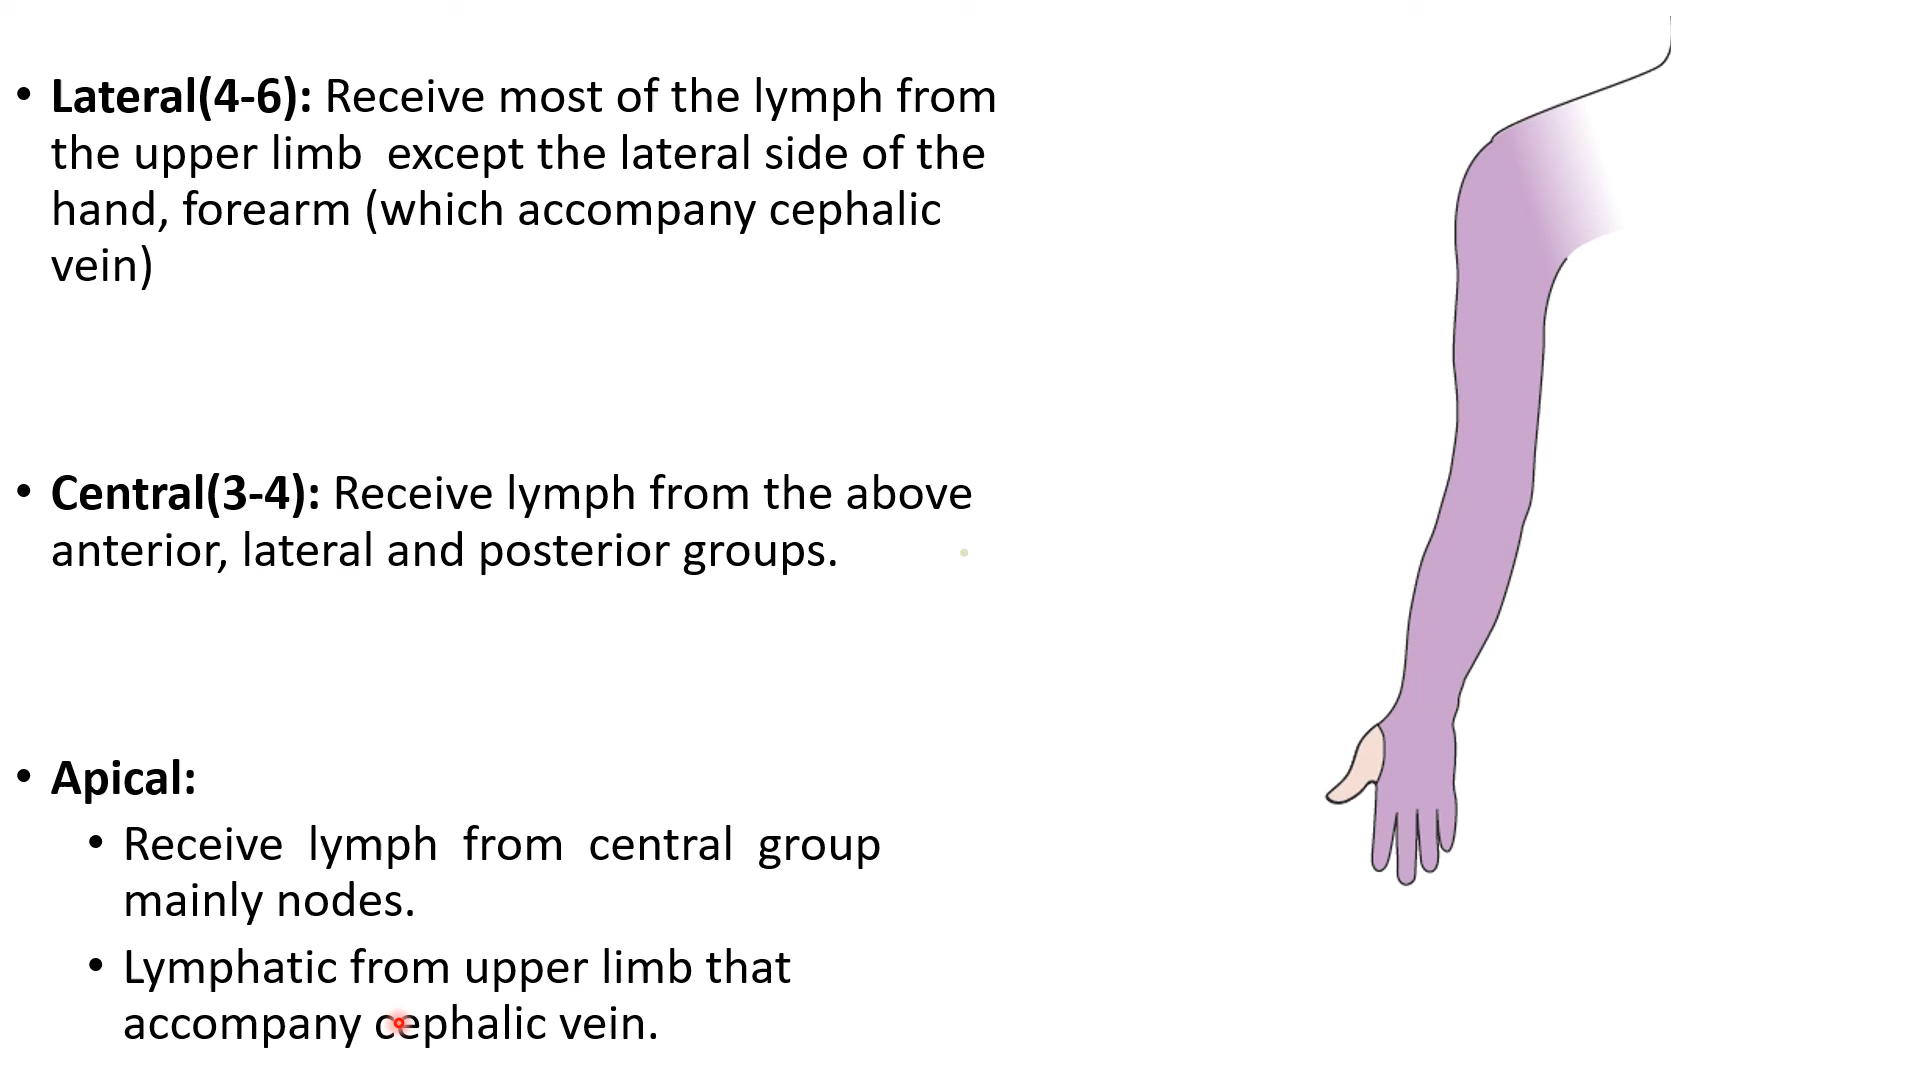 • Lateral(4-6): Receive most of the lymph from
the upper limb  except the lateral side of the
hand, forearm (which accompany cephalic
vein)
• Central(3-4): Receive lymph from the above
anterior, lateral and posterior groups.
• Apical:
• Receive lymph from central group
mainly nodes.
• Lymphatic from upper limb that
accompany cephalic vein.